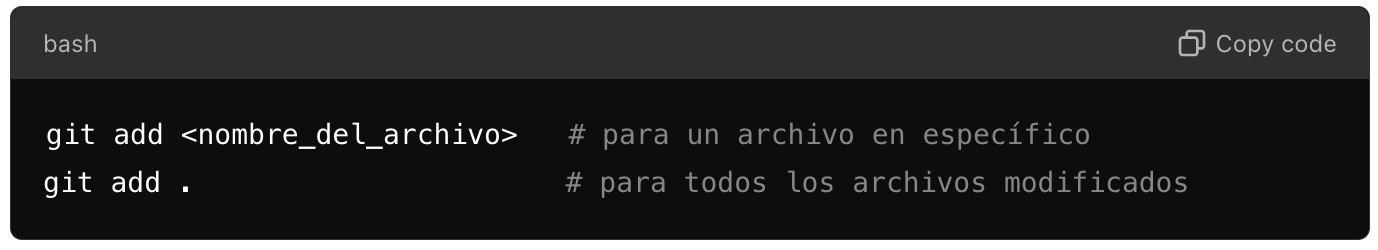 bash
Copy code
git add <nombre_del_archivo>   # para un archivo en específico
git add .                      # para todos los archivos modificados